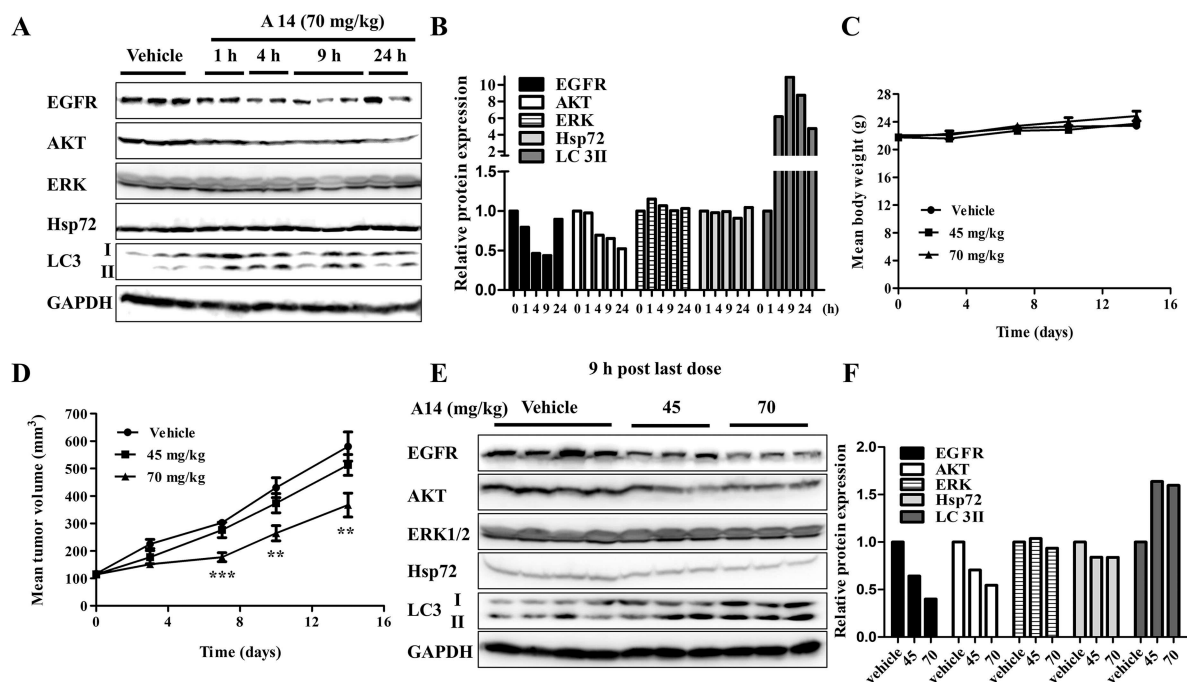 A
A 14 (70 mg/kg)
Vehicle 1 h 4 h 9 h 24 h
EGFR
AKT
ERK
Hsp72
LC3 I
II
GAPDH
B
Relative protein expression
10
8
6
4
2
1.0
0.5
0.0
EGFR
AKT
ERK
Hsp72
LC 3II
0 1 4 9 24 0 1 4 9 24 0 1 4 9 24 0 1 4 9 24 0 1 4 9 24 (h)
C
Mean body weight (g)
28
24
20
16
12
8
4
0
Vehicle
45 mg/kg
70 mg/kg
0 4 8 12 16
Time (days)
D
Mean tumor volume (mm³)
700
600
500
400
300
200
100
0
Vehicle
45 mg/kg
70 mg/kg
***
**
**
0 4 8 12 16
Time (days)
E
9 h post last dose
A14 (mg/kg) Vehicle 45 70
EGFR
AKT
ERK1/2
Hsp72
LC3 I
II
GAPDH
F
Relative protein expression
2.0
1.5
1.0
0.5
0.0
EGFR
AKT
ERK
Hsp72
LC 3II
vehicle 45 70 vehicle 45 70 vehicle 45 70 vehicle 45 70 vehicle 45 70